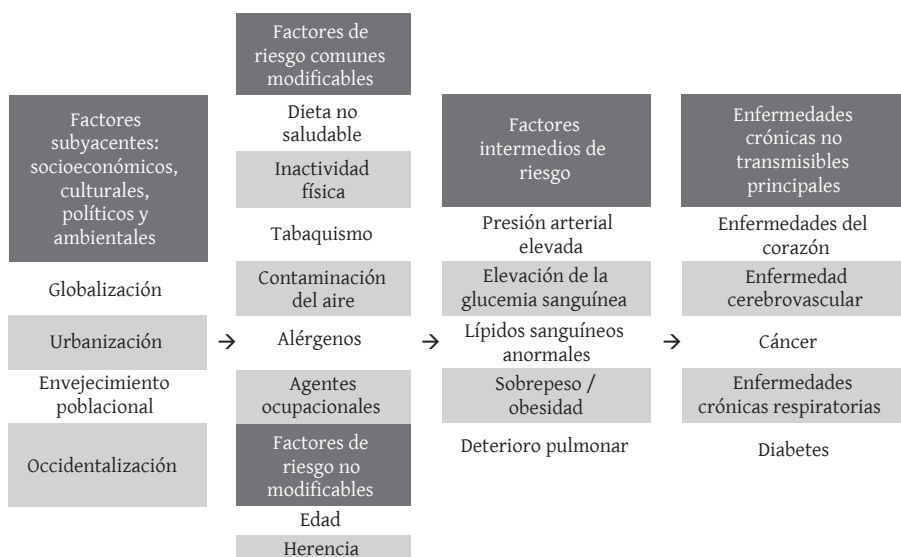 Factores
subyacentes:
socioeconómicos,
culturales,
políticos y
ambientales
Globalización
Urbanización
Envejecimiento
poblacional
Occidentalización
→
Factores de
riesgo comunes
modificables
Dieta no
saludable
Inactividad
física
Tabaquismo
Contaminación
del aire
Alérgenos
Agentes
ocupacionales
Factores de
riesgo no
modificables
Edad
Herencia
→
Factores
intermedios de
riesgo
Presión arterial
elevada
Elevación de la
glucemia sanguínea
Lípidos sanguíneos
anormales
Sobrepeso /
obesidad
Deterioro pulmonar
→
Enfermedades
crónicas no
transmisibles
principales
Enfermedades del
corazón
Enfermedad
cerebrovascular
Cáncer
Enfermedades
crónicas respiratorias
Diabetes